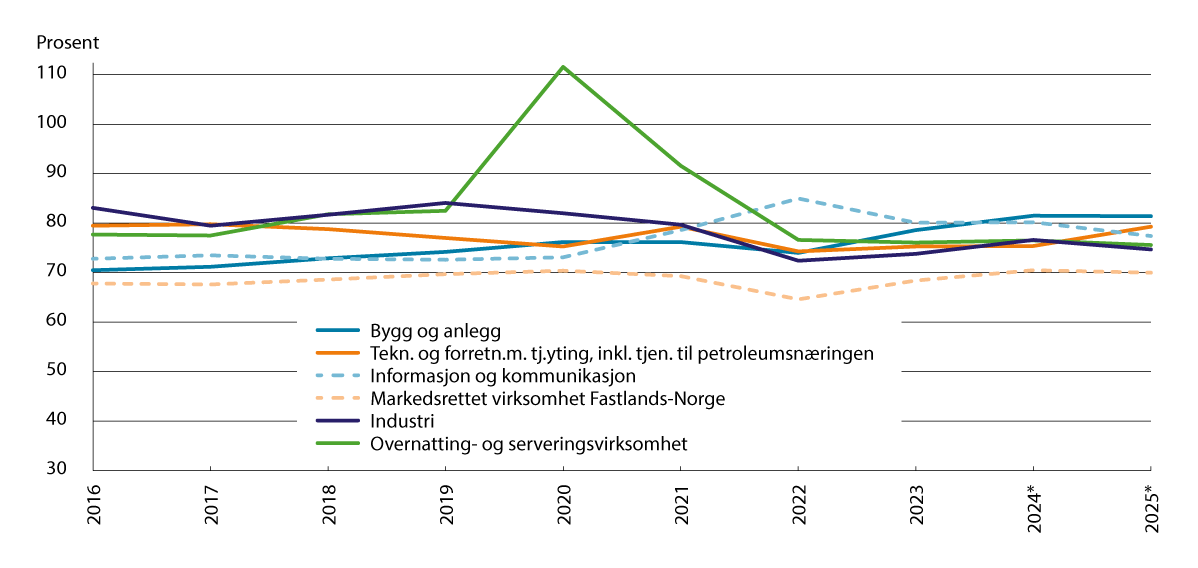 Prosent
110
100
90
80
70
60
50
40
30
Bygg og anlegg
Tekn. og forretn.m. tj.yting, inkl. tjen. til petroleumsnæringen
Informasjon og kommunikasjon
Markedsrettet virksomhet Fastlands-Norge
Industri
Overnatting- og serveringsvirksomhet
2016
2017
2018
2019
2020
2021
2022
2023
2024*
2025*